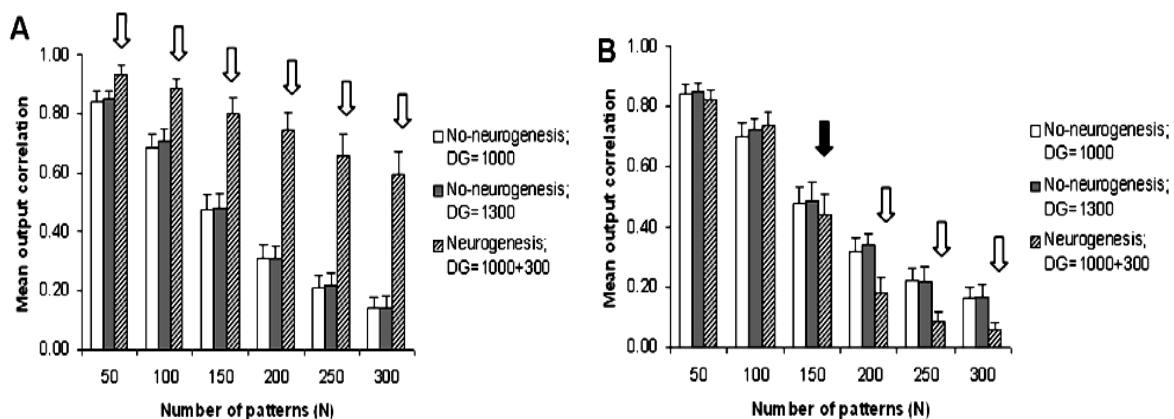 A
Mean output correlation
1.00
0.80
0.60
0.40
0.20
0.00
50 100 150 200 250 300
Number of patterns (N)
No-neurogenesis;
DG=1000
No-neurogenesis;
DG=1300
Neurogenesis;
DG=1000+300
B
Mean output correlation
1.00
0.80
0.60
0.40
0.20
0.00
50 100 150 200 250 300
Number of patterns (N)
No-neurogenesis;
DG=1000
No-neurogenesis;
DG=1300
Neurogenesis;
DG=1000+300